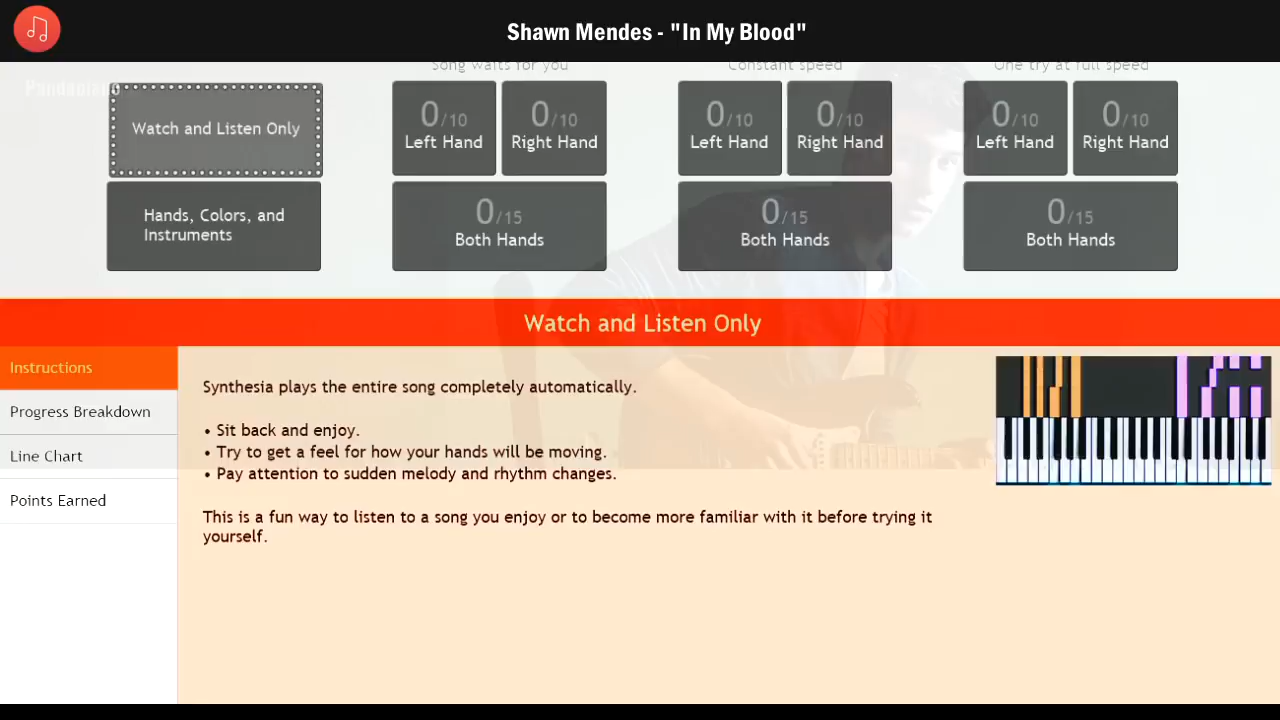 Shawn Mendes - "In My Blood"
Song waits for you
Constant speed
One try at full speed
Pandapiano
Watch and Listen Only
0/10
Left Hand
0/10
Right Hand
0/10
Left Hand
0/10
Right Hand
0/10
Left Hand
0/10
Right Hand
Hands, Colors, and
Instruments
0/15
Both Hands
0/15
Both Hands
0/15
Both Hands
Watch and Listen Only
Instructions
Progress Breakdown
Line Chart
Points Earned
Synthesia plays the entire song completely automatically.
• Sit back and enjoy.
• Try to get a feel for how your hands will be moving.
• Pay attention to sudden melody and rhythm changes.
This is a fun way to listen to a song you enjoy or to become more familiar with it before trying it
yourself.